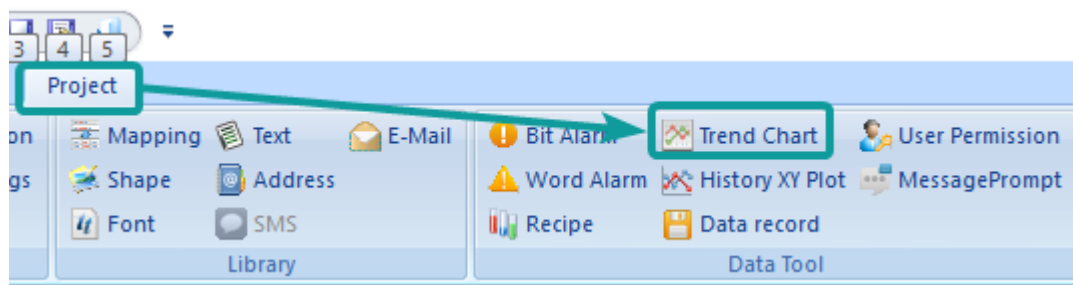 3 4 5
Project
on Mapping Text E-Mail Bit Alarm Trend Chart User Permission
gs Shape Address Word Alarm History XY Plot MessagePrompt
Font SMS Recipe Data record
Library Data Tool